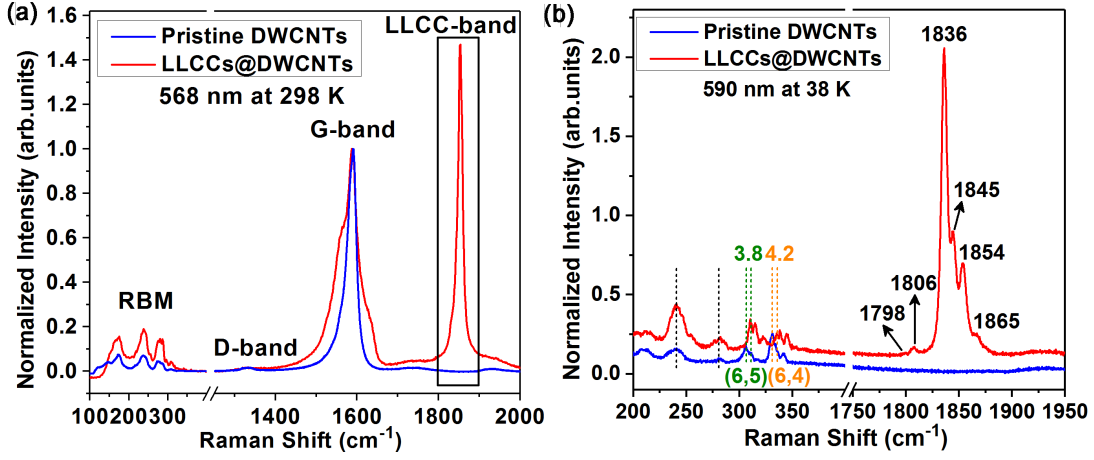 (a)
LLCC-band
Pristine DWCNTs
LLCCs@DWCNTs
568 nm at 298 K
G-band
RBM
D-band
Normalized Intensity (arb.units)
1.6
1.4
1.2
1.0
0.8
0.6
0.4
0.2
0.0
100 200 300 1400 1600 1800 2000
Raman Shift (cm-1)
(b)
Pristine DWCNTs
LLCCs@DWCNTs
590 nm at 38 K
1836
1845
1854
1865
1806
1798
3.8 4.2
(6,5) (6,4)
Normalized Intensity (arb.units)
2.0
1.5
1.0
0.5
0.0
200 250 300 350 1750 1800 1850 1900 1950
Raman Shift (cm-1)